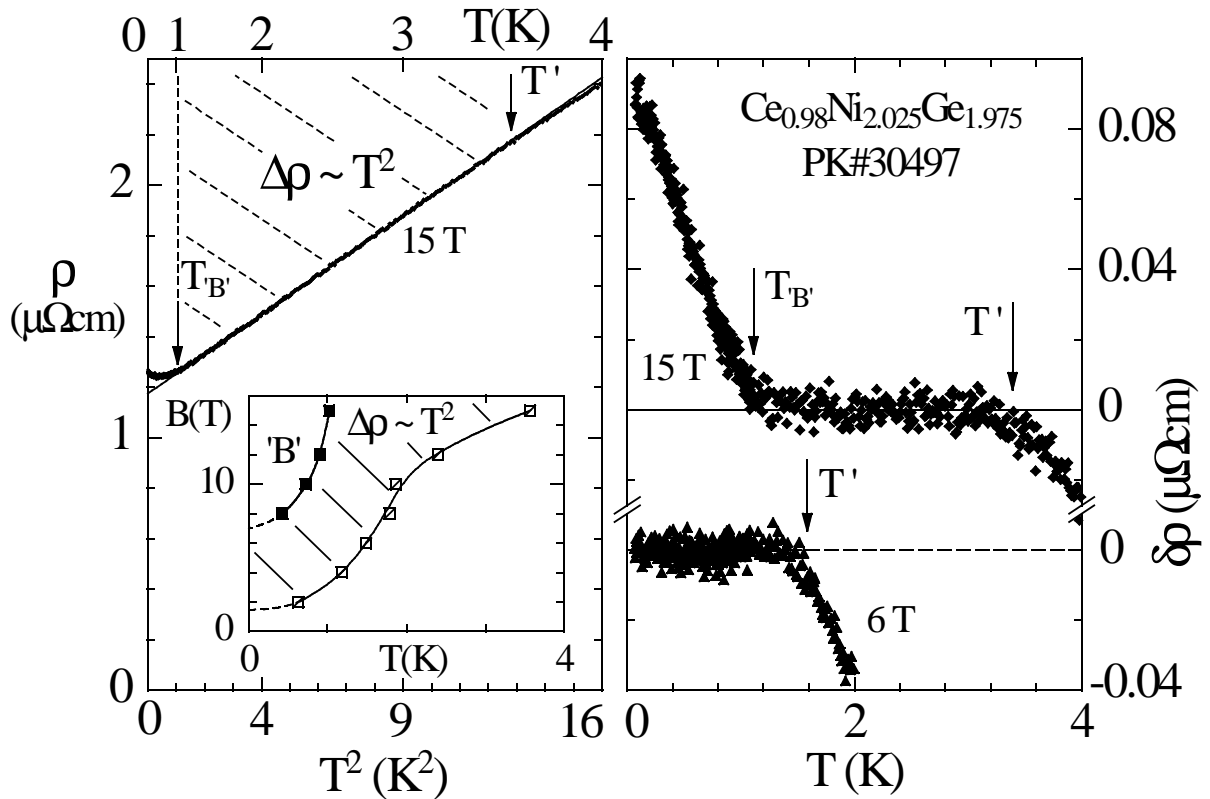 0 1 2 3 T(K) 4
T'
Δρ ~ T²
2
15 T
T'B'
ρ
(μΩcm)
1
B(T)
'B'
Δρ ~ T²
10
0
0 T(K) 4
0
0 4 9 16
T² (K²)
Ce0.98Ni2.025Ge1.975
PK#30497
0.08
0.04
T'B'
T'
15 T
0
T'
0
6 T
-0.04
δρ (μΩcm)
0 2 4
T (K)